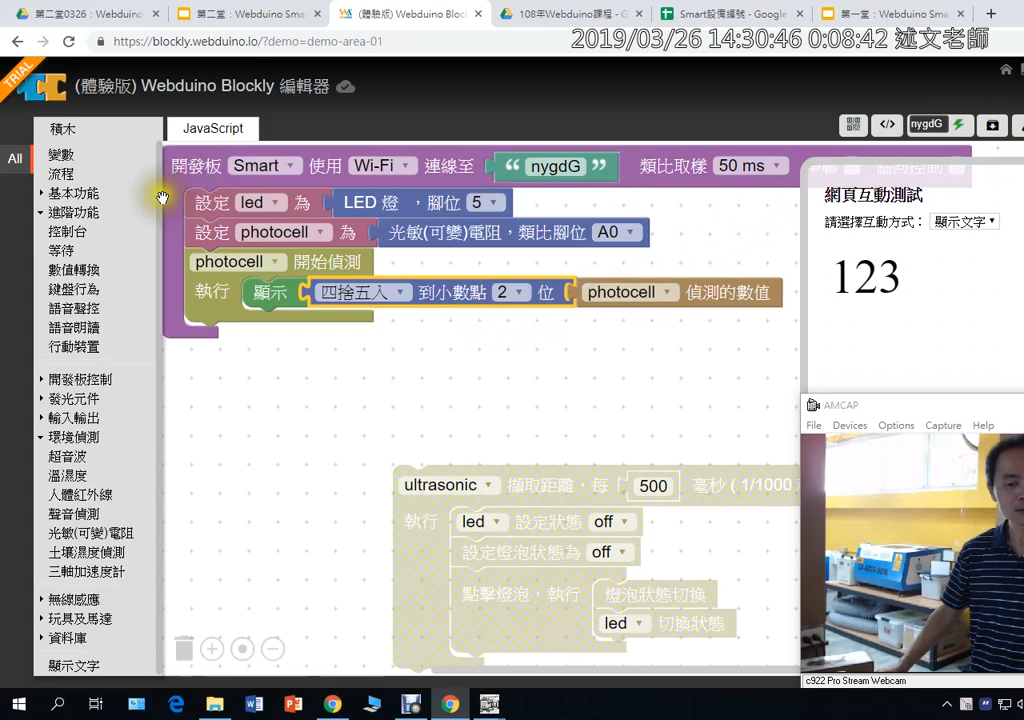 第二堂0326：Webduino
第二堂：Webduino Sma
(體驗版) Webduino Bloc
108年Webduino課程 - G
Smart設備編號 - Google
第一堂：Webduino Sma
https://blockly.webduino.io/?demo=demo-area-01
2019/03/26 14:30:46 0:08:42 述文老師
TRIAL
(體驗版) Webduino Blockly 編輯器
積木
JavaScript
nygdG
All
變數
流程
基本功能
進階功能
控制台
等待
數值轉換
鍵盤行為
語音聲控
語音朗讀
行動裝置
開發板控制
發光元件
輸入輸出
環境偵測
超音波
溫濕度
人體紅外線
聲音偵測
光敏(可變)電阻
土壤濕度偵測
三軸加速度計
無線感應
玩具及馬達
資料庫
顯示文字
開發板 Smart 使用 Wi-Fi 連線至 “ nygdG ” 類比取樣 50 ms
設定 led 為 LED 燈 ，腳位 5
設定 photocell 為 光敏(可變)電阻，類比腳位 A0
photocell 開始偵測
執行 顯示 四捨五入 到小數點 2 位 photocell 偵測的數值
ultrasonic 擷取距離，每 500 毫秒 ( 1/1000
執行 led 設定狀態 off
設定燈泡狀態為 off
點擊燈泡，執行 燈泡狀態切換
led 切換狀態
網頁互動測試
請選擇互動方式： 顯示文字
123
AMCAP
File Devices Options Capture Help
c922 Pro Stream Webcam